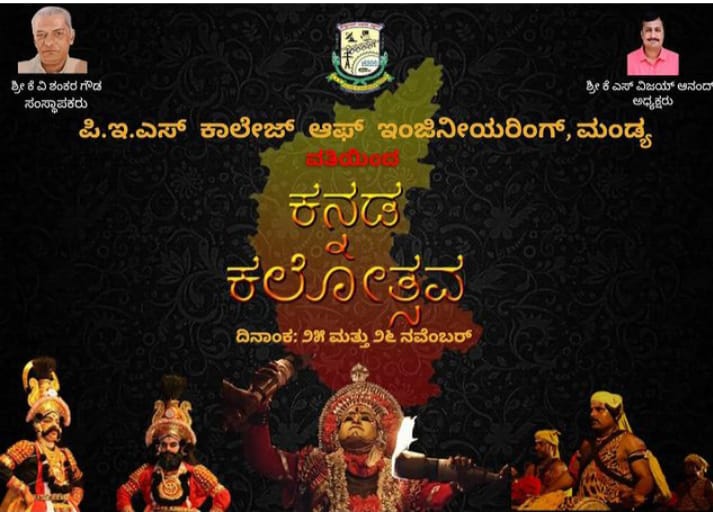 ಶ್ರೀ ಕೆ ವಿ ಶಂಕರ ಗೌಡ
ಸಂಸ್ಥಾಪಕರು
ಶ್ರೀ ಕೆ ಎಸ್ ವಿಜಯ್ ಆನಂದ್
ಅಧ್ಯಕ್ಷರು
ಪಿ.ಇ.ಎಸ್ ಕಾಲೇಜ್ ಆಫ್ ಇಂಜಿನೀಯರಿಂಗ್, ಮಂಡ್ಯ
ವತಿಯಿಂದ
ಕನ್ನಡ
ಕಲೋತ್ಸವ
ದಿನಾಂಕ: ೨೫ ಮತ್ತು ೨೬ ನವೆಂಬರ್